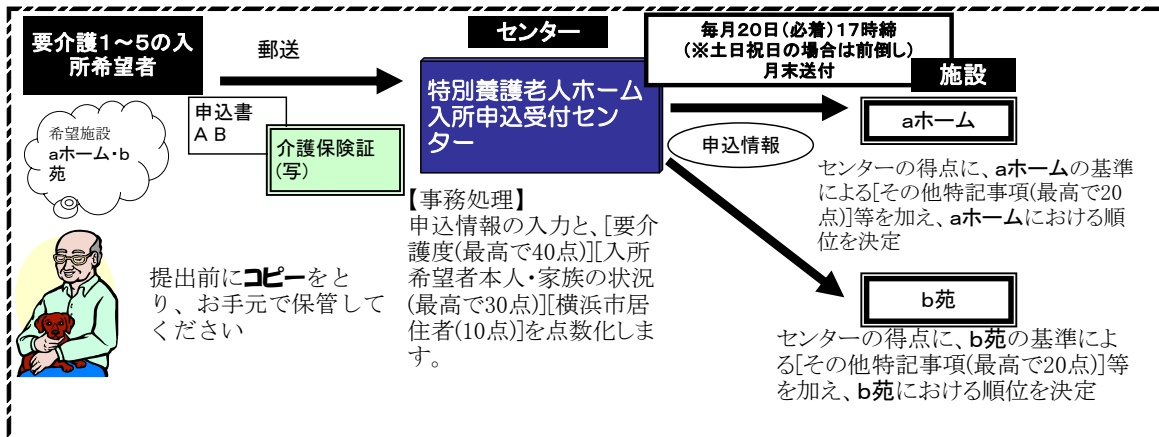 要介護1～5の入
所希望者
希望施設
aホーム・b
苑
郵送
申込書
A B
介護保険証
(写)
提出前にコピーをと
り、お手元で保管して
ください
センター
特別養護老人ホーム
入所申込受付セン
ター
【事務処理】
申込情報の入力と、[要介
護度(最高で40点)][入所
希望者本人・家族の状況
(最高で30点)][横浜市居
住者(10点)]を点数化しま
す。
毎月20日(必着)17時締
(※土日祝日の場合は前倒し)
月末送付
申込情報
施設
aホーム
センターの得点に、aホームの基準
による[その他特記事項(最高で20
点)]等を加え、aホームにおける順
位を決定
b苑
センターの得点に、b苑の基準によ
る[その他特記事項(最高で20点)]等
を加え、b苑における順位を決定